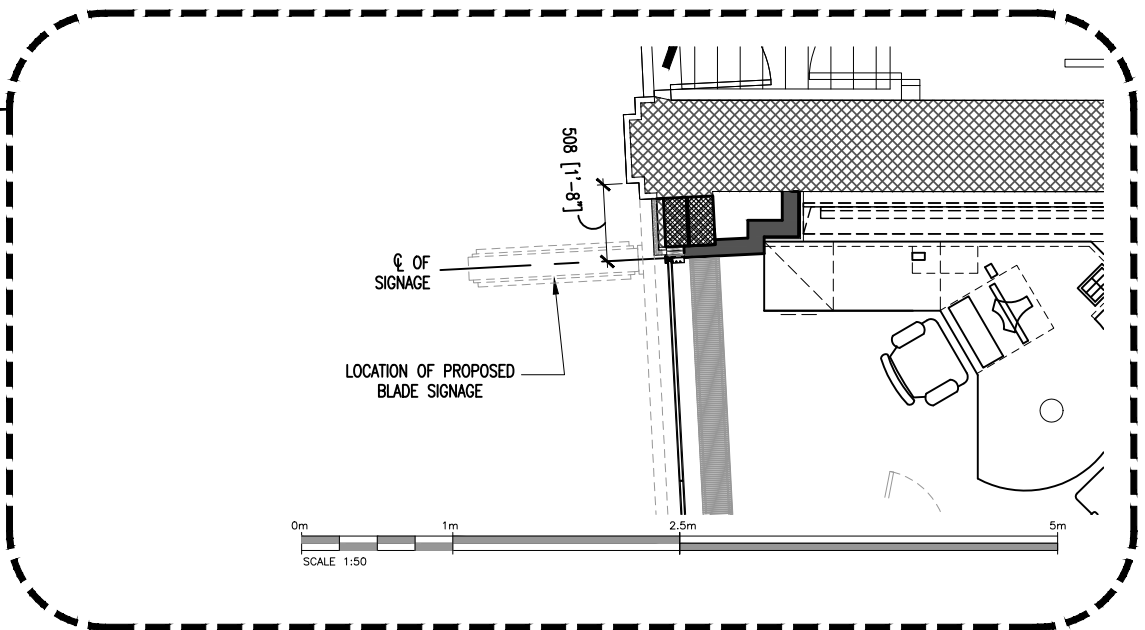 508 [1'-8"]
℄ OF
SIGNAGE
LOCATION OF PROPOSED
BLADE SIGNAGE
0m 1m 2.5m 5m
SCALE 1:50